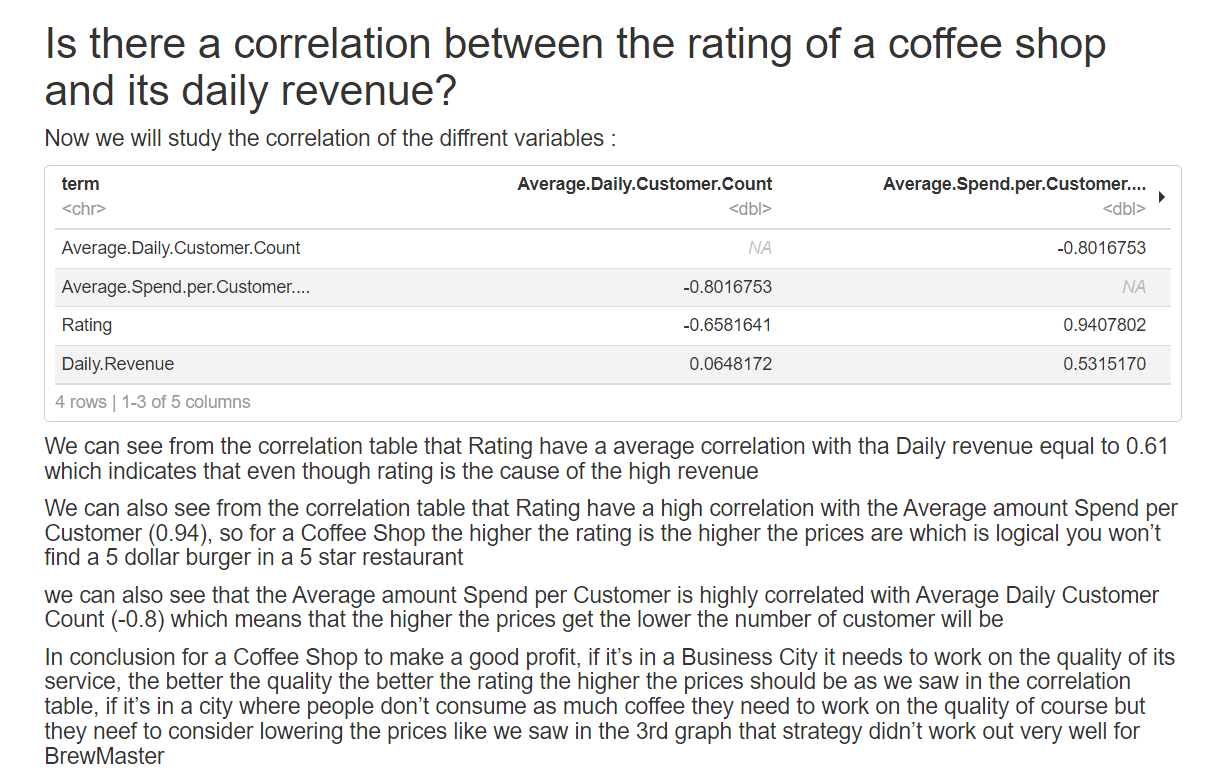 Is there a correlation between the rating of a coffee shop
and its daily revenue?
Now we will study the correlation of the diffrent variables :
term Average.Daily.Customer.Count Average.Spend.per.Customer....
<chr> <dbl> <dbl>
Average.Daily.Customer.Count NA -0.8016753
Average.Spend.per.Customer.... -0.8016753 NA
Rating -0.6581641 0.9407802
Daily.Revenue 0.0648172 0.5315170
4 rows | 1-3 of 5 columns
We can see from the correlation table that Rating have a average correlation with tha Daily revenue equal to 0.61
which indicates that even though rating is the cause of the high revenue
We can also see from the correlation table that Rating have a high correlation with the Average amount Spend per
Customer (0.94), so for a Coffee Shop the higher the rating is the higher the prices are which is logical you won’t
find a 5 dollar burger in a 5 star restaurant
we can also see that the Average amount Spend per Customer is highly correlated with Average Daily Customer
Count (-0.8) which means that the higher the prices get the lower the number of customer will be
In conclusion for a Coffee Shop to make a good profit, if it’s in a Business City it needs to work on the quality of its
service, the better the quality the better the rating the higher the prices should be as we saw in the correlation
table, if it’s in a city where people don’t consume as much coffee they need to work on the quality of course but
they neef to consider lowering the prices like we saw in the 3rd graph that strategy didn’t work out very well for
BrewMaster